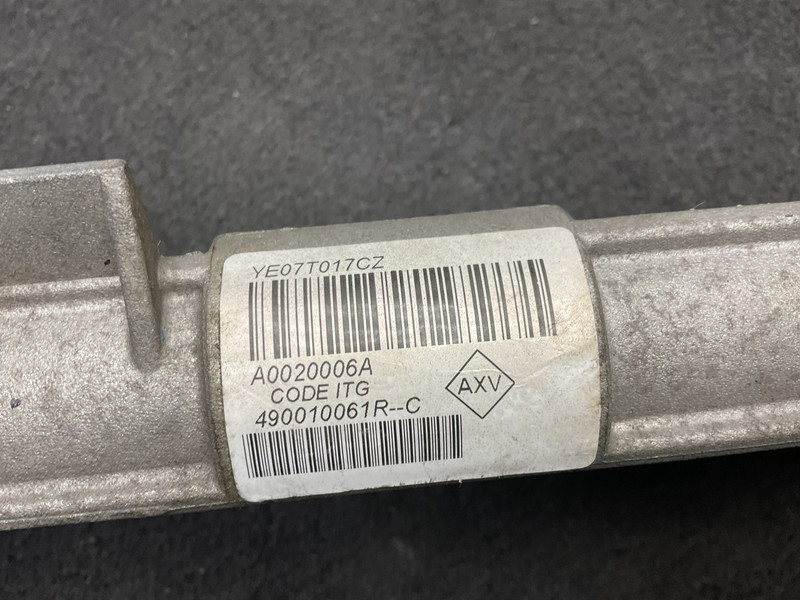 YE07T017CZ
A0020006A
CODE ITG
AXV
490010061R--C